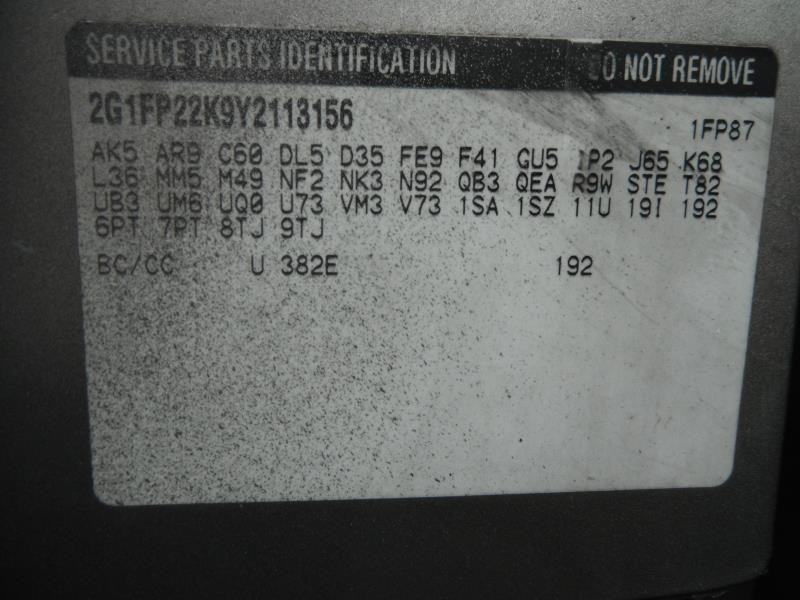 SERVICE PARTS IDENTIFICATION DO NOT REMOVE
2G1FP22K9Y2113156 1FP87
AK5 AR9 C60 DL5 D35 FE9 F41 GU5 IP2 J65 K68
L36 MM5 M49 NF2 NK3 N92 QB3 QEA R9W STE T82
UB3 UM6 UQ0 U73 VM3 V73 1SA 1SZ 11U 19I 192
6PT 7PT 8TJ 9TJ
BC/CC U 382E 192